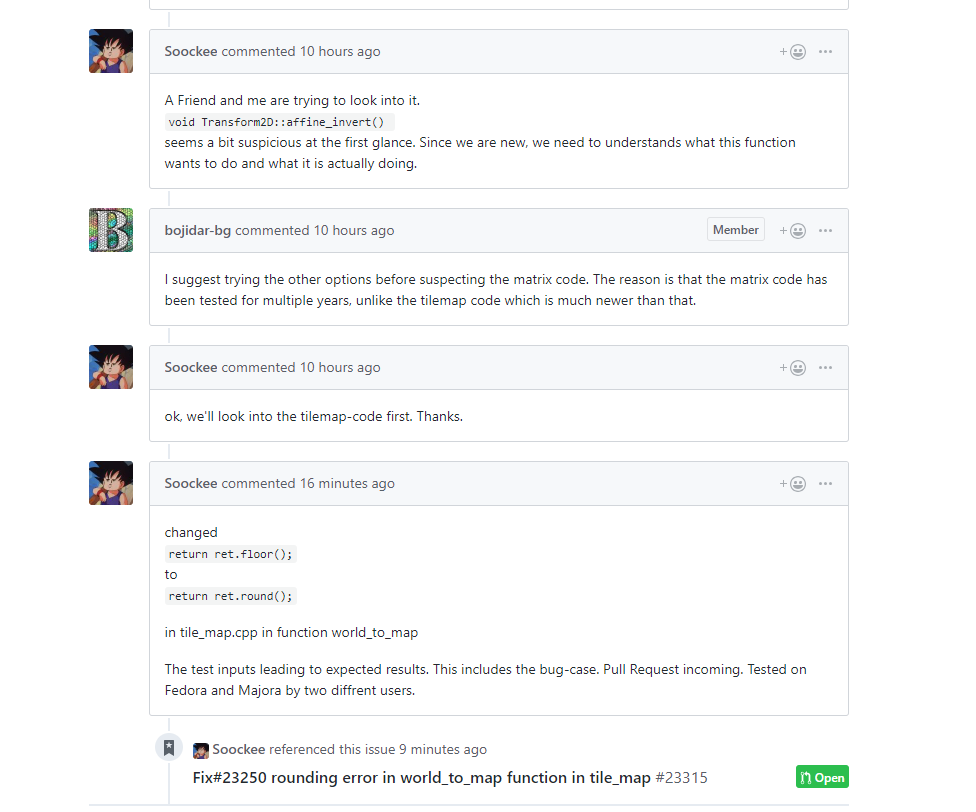 Soockee commented 10 hours ago
A Friend and me are trying to look into it.
void Transform2D::affine_invert()
seems a bit suspicious at the first glance. Since we are new, we need to understands what this function
wants to do and what it is actually doing.
B
bojidar-bg commented 10 hours ago
Member
I suggest trying the other options before suspecting the matrix code. The reason is that the matrix code has
been tested for multiple years, unlike the tilemap code which is much newer than that.
Soockee commented 10 hours ago
ok, we'll look into the tilemap-code first. Thanks.
Soockee commented 16 minutes ago
changed
return ret.floor();
to
return ret.round();
in tile_map.cpp in function world_to_map
The test inputs leading to expected results. This includes the bug-case. Pull Request incoming. Tested on
Fedora and Majora by two diffrent users.
Soockee referenced this issue 9 minutes ago
Fix#23250 rounding error in world_to_map function in tile_map #23315
Open